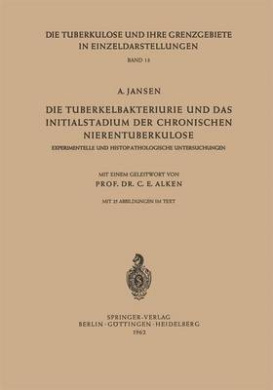 DIE TUBERKULOSE UND IHRE GRENZGEBIETE
IN EINZELDARSTELLUNGEN
BAND 13
A. JANSEN
DIE TUBERKELBAKTERIURIE UND DAS
INITIALSTADIUM DER CHRONISCHEN
NIERENTUBERKULOSE
EXPERIMENTELLE UND HISTOPATHOLOGISCHE UNTERSUCHUNGEN
MIT EINEM GELEITWORT VON
PROF. DR. C. E. ALKEN
MIT 25 ABBILDUNGEN IM TEXT
SPRINGER-VERLAG
BERLIN · GÖTTINGEN · HEIDELBERG
1963